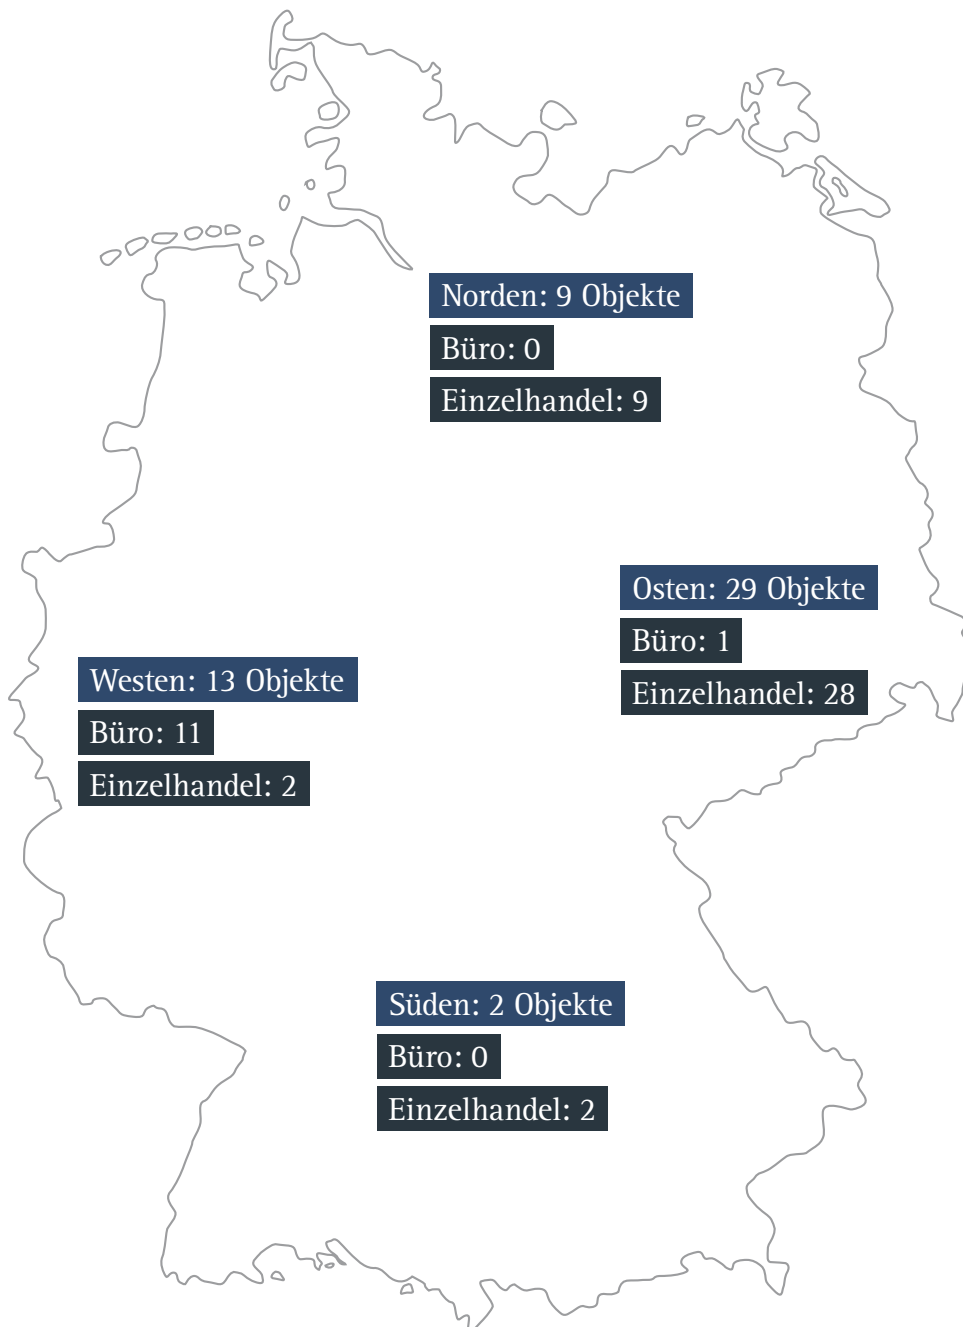 Norden: 9 Objekte
Büro: 0
Einzelhandel: 9
Osten: 29 Objekte
Büro: 1
Einzelhandel: 28
Westen: 13 Objekte
Büro: 11
Einzelhandel: 2
Süden: 2 Objekte
Büro: 0
Einzelhandel: 2